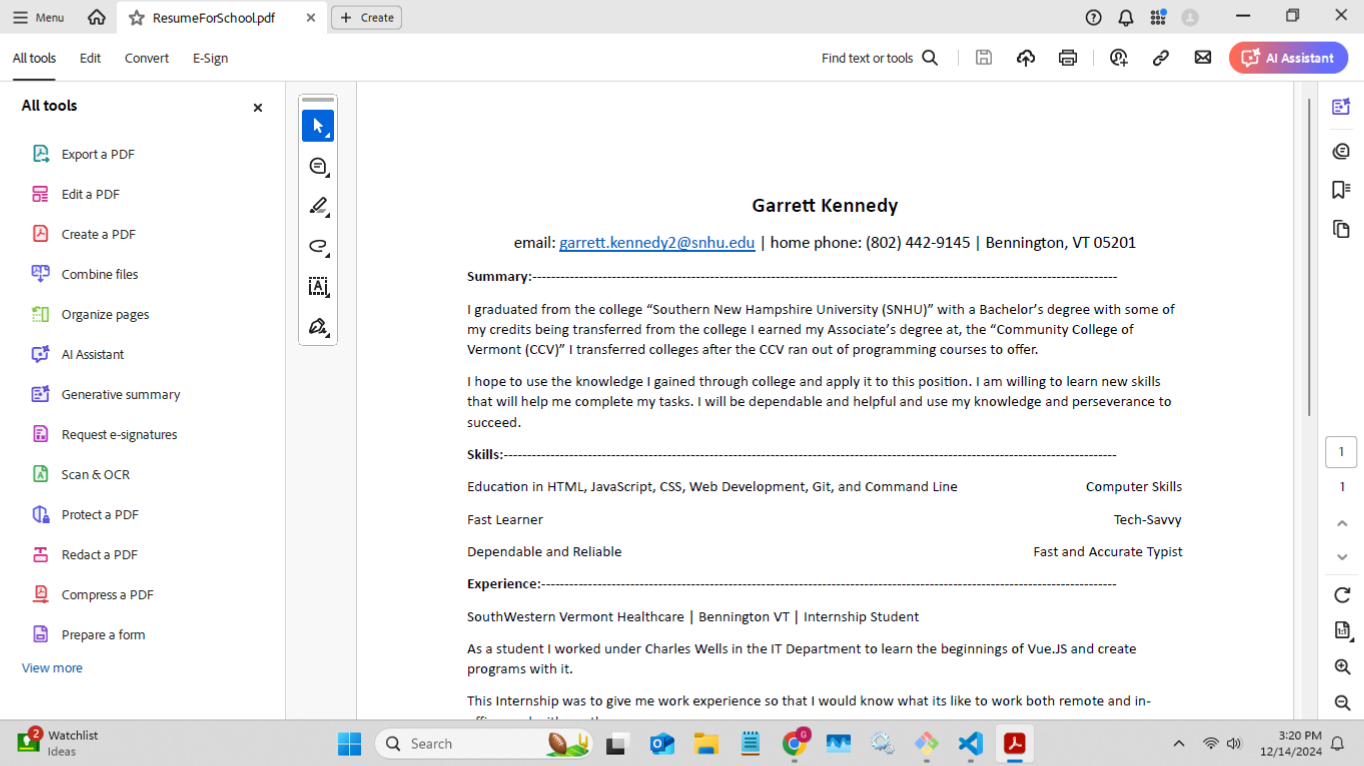 Menu
ResumeForSchool.pdf
Create
All tools
Edit
Convert
E-Sign
Find text or tools
AI Assistant
All tools
Export a PDF
Edit a PDF
Create a PDF
Combine files
Organize pages
AI Assistant
Generative summary
Request e-signatures
Scan & OCR
Protect a PDF
Redact a PDF
Compress a PDF
Prepare a form
View more
Garrett Kennedy
email: garrett.kennedy2@snhu.edu | home phone: (802) 442-9145 | Bennington, VT 05201
Summary:------------------------------------------------------------------------------------------------------------------------------
I graduated from the college “Southern New Hampshire University (SNHU)” with a Bachelor’s degree with some of
my credits being transferred from the college I earned my Associate’s degree at, the “Community College of
Vermont (CCV)” I transferred colleges after the CCV ran out of programming courses to offer.
I hope to use the knowledge I gained through college and apply it to this position. I am willing to learn new skills
that will help me complete my tasks. I will be dependable and helpful and use my knowledge and perseverance to
succeed.
Skills:------------------------------------------------------------------------------------------------------------------------------------
Education in HTML, JavaScript, CSS, Web Development, Git, and Command Line Computer Skills
Fast Learner Tech-Savvy
Dependable and Reliable Fast and Accurate Typist
Experience:----------------------------------------------------------------------------------------------------------------------------
SouthWestern Vermont Healthcare | Bennington VT | Internship Student
As a student I worked under Charles Wells in the IT Department to learn the beginnings of Vue.JS and create
programs with it.
This Internship was to give me work experience so that I would know what its like to work both remote and in-
1
1
2
Watchlist
Ideas
Search
G
3:20 PM
12/14/2024